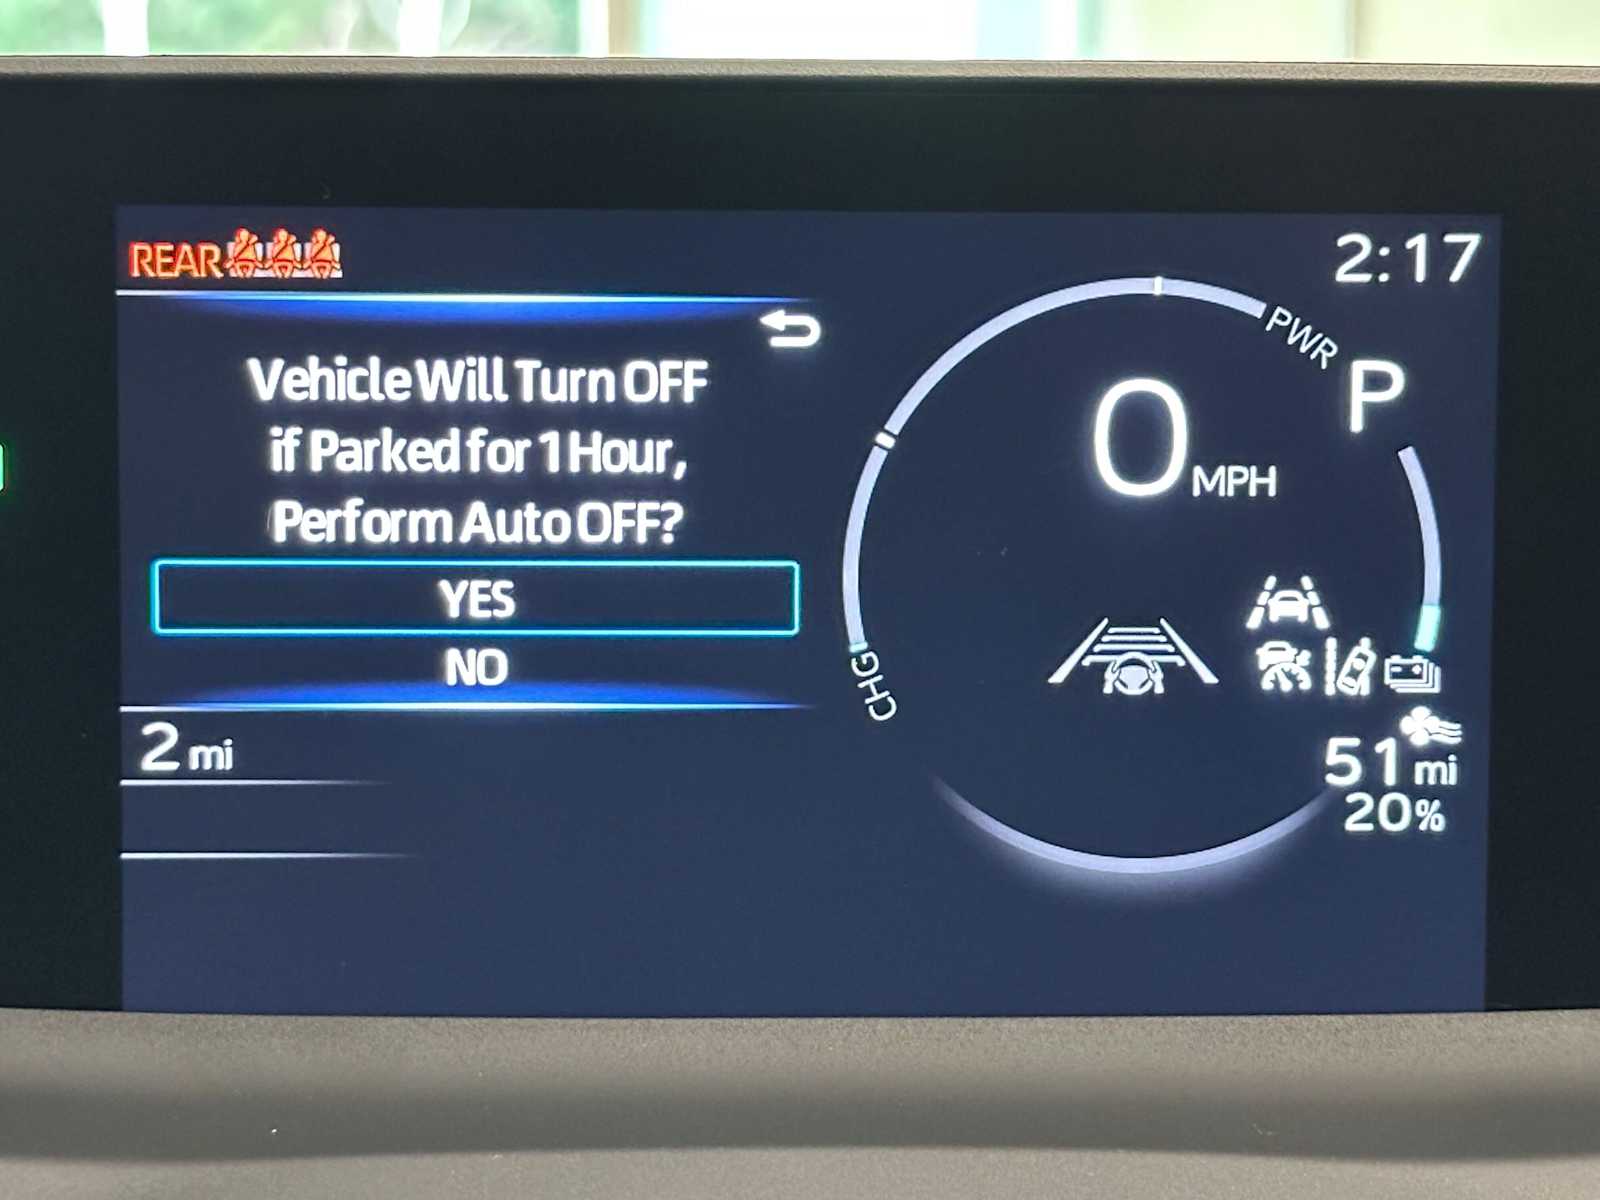 REAR
2:17
Vehicle Will Turn OFF
if Parked for 1 Hour,
Perform Auto OFF?
YES
NO
PWR
P
0 MPH
CHG
2 mi
51 mi
20%